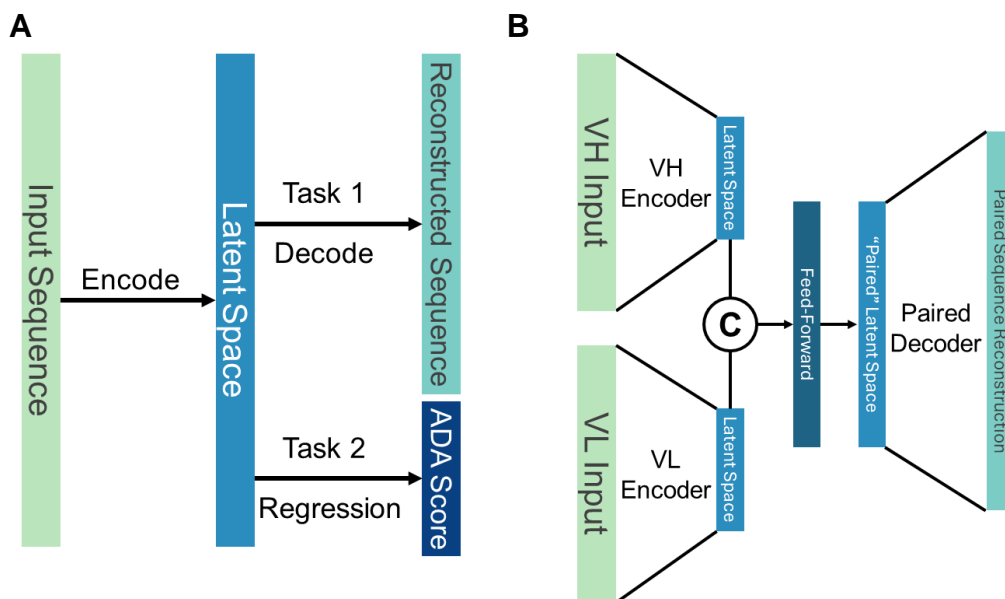 A
Input Sequence
Encode
Latent Space
Task 1
Decode
Reconstructed Sequence
Task 2
Regression
ADA Score
B
VH Input
VH
Encoder
Latent Space
VL Input
VL
Encoder
Latent Space
C
Feed-Forward
“Paired” Latent Space
Paired
Decoder
Paired Sequence Reconstruction